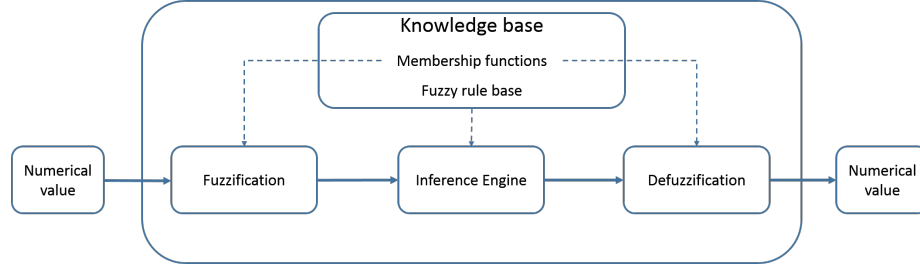 Knowledge base
Membership functions
Fuzzy rule base
Numerical
value
Fuzzification
Inference Engine
Defuzzification
Numerical
value